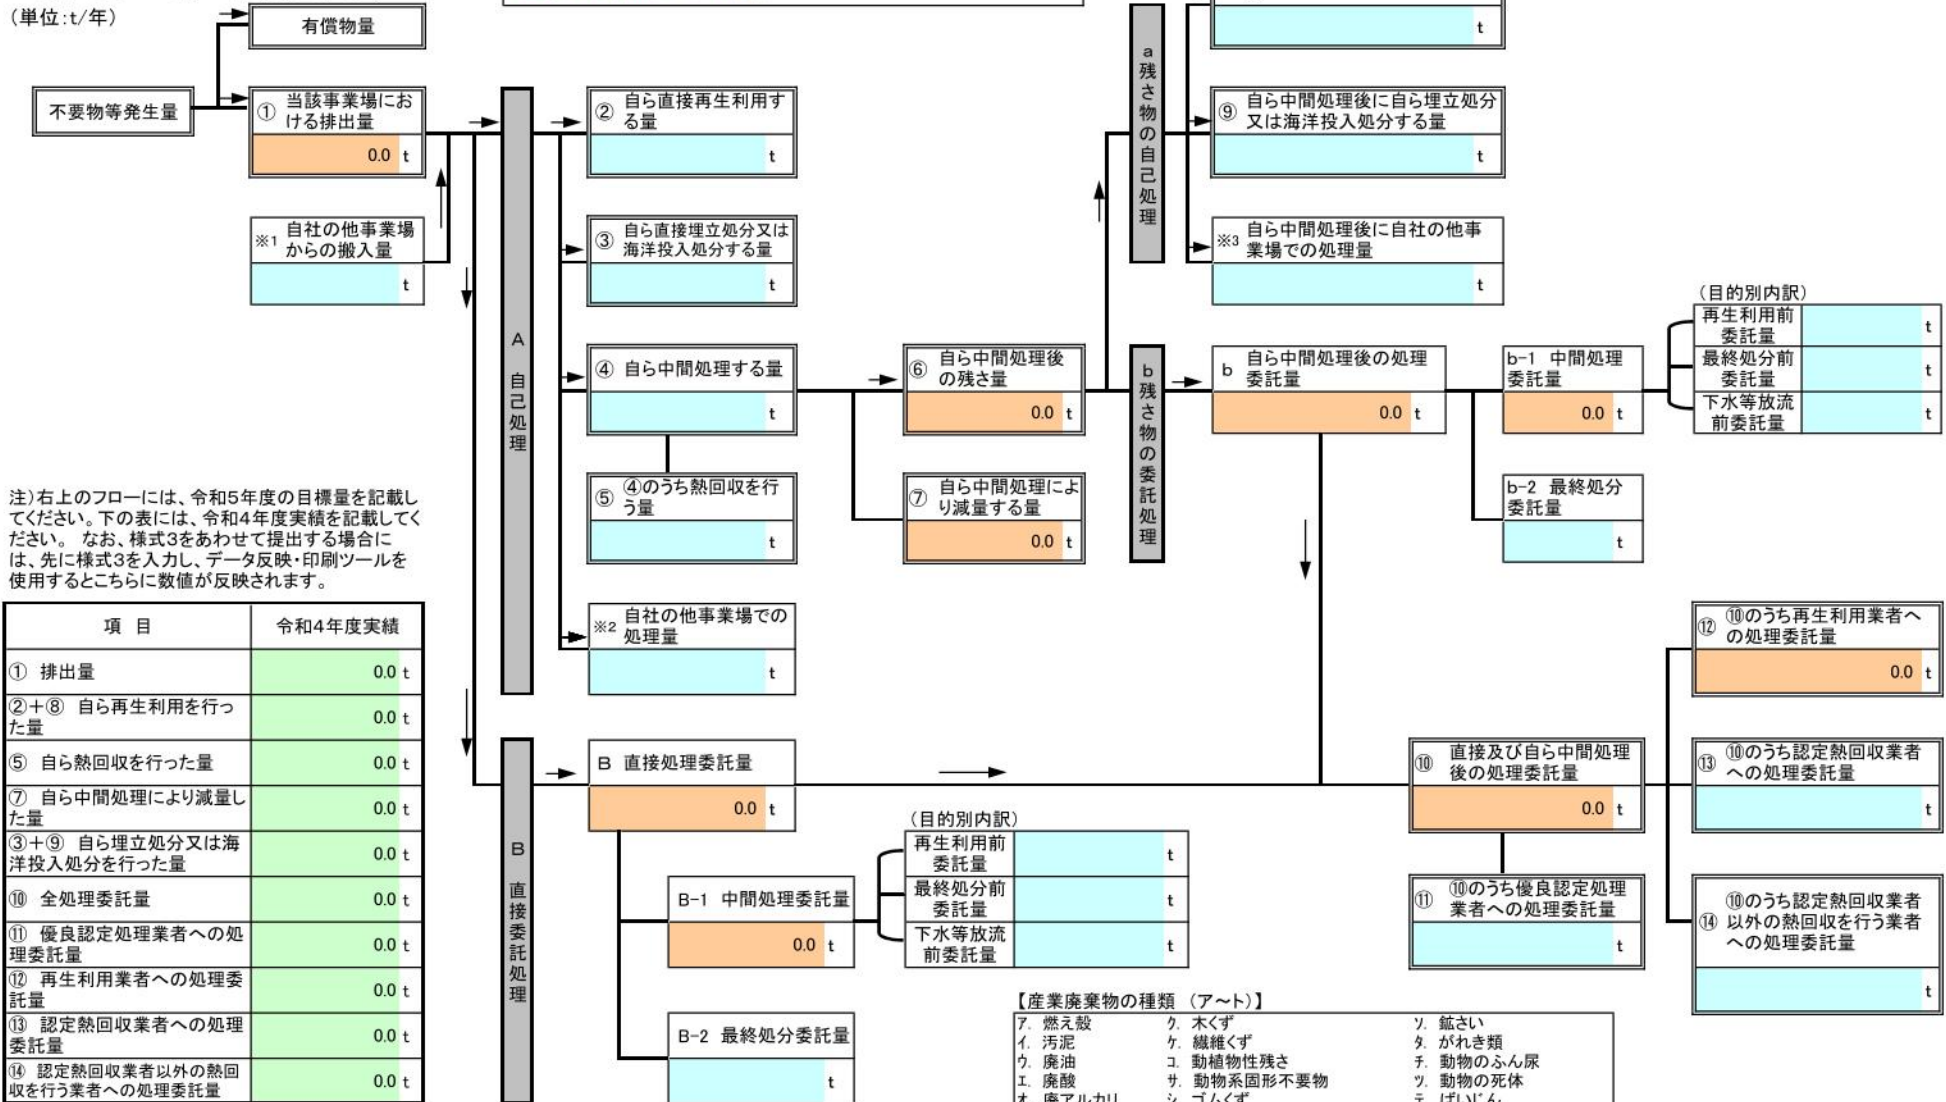 (単位:t/年)
有償物量
不要物等発生量
① 当該事業場にお
ける排出量
0.0 t
※1 自社の他事業場
からの搬入量
t
A 自己処理
② 自ら直接再生利用す
る量
t
③ 自ら直接埋立処分又は
海洋投入処分する量
t
④ 自ら中間処理する量
t
⑤ ④のうち熱回収を行
う量
t
※2 自社の他事業場での
処理量
t
⑥ 自ら中間処理後
の残さ量
0.0 t
⑦ 自ら中間処理によ
り減量する量
0.0 t
a 残さ物の自己処理
t
⑨ 自ら中間処理後に自ら埋立処分
又は海洋投入処分する量
t
※3 自ら中間処理後に自社の他事
業場での処理量
t
b 残さ物の委託処理
b 自ら中間処理後の処理
委託量
0.0 t
b-1 中間処理
委託量
0.0 t
(目的別内訳)
再生利用前
委託量
t
最終処分前
委託量
t
下水等放流
前委託量
t
b-2 最終処分
委託量
t
注)右上のフローには、令和5年度の目標量を記載し
てください。下の表には、令和4年度実績を記載してく
ださい。 なお、様式3をあわせて提出する場合に
は、先に様式3を入力し、データ反映・印刷ツールを
使用するとこちらに数値が反映されます。
項 目 令和4年度実績
① 排出量 0.0 t
②+⑧ 自ら再生利用を行っ
た量 0.0 t
⑤ 自ら熱回収を行った量 0.0 t
⑦ 自ら中間処理により減量し
た量 0.0 t
③+⑨ 自ら埋立処分又は海
洋投入処分を行った量 0.0 t
⑩ 全処理委託量 0.0 t
⑪ 優良認定処理業者への処
理委託量 0.0 t
⑫ 再生利用業者への処理委
託量 0.0 t
⑬ 認定熱回収業者への処理
委託量 0.0 t
⑭ 認定熱回収業者以外の熱回
収を行う業者への処理委託量 0.0 t
B 直接委託処理
B 直接処理委託量
0.0 t
B-1 中間処理委託量
0.0 t
(目的別内訳)
再生利用前
委託量
t
最終処分前
委託量
t
下水等放流
前委託量
t
B-2 最終処分委託量
t
⑩ 直接及び自ら中間処理
後の処理委託量
0.0 t
⑪ ⑩のうち優良認定処理
業者への処理委託量
t
⑫ ⑩のうち再生利用業者へ
の処理委託量
0.0 t
⑬ ⑩のうち認定熱回収業者
への処理委託量
t
⑭ ⑩のうち認定熱回収業者
以外の熱回収を行う業者
への処理委託量
t
【産業廃棄物の種類 (ア~ト)】
ア. 燃え殻 ク. 木くず ソ. 鉱さい
イ. 汚泥 ケ. 繊維くず タ. がれき類
ウ. 廃油 コ. 動植物性残さ チ. 動物のふん尿
エ. 廃酸 サ. 動物系固形不要物 ツ. 動物の死体
オ. 廃アルカリ シ. ゴムくず テ. ばいじん